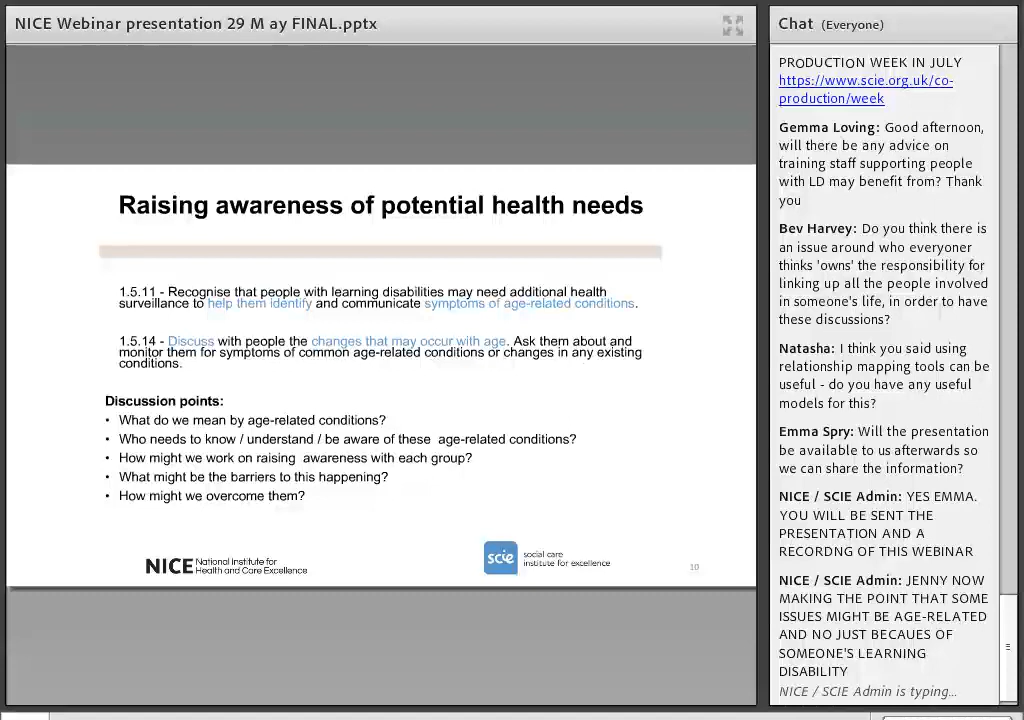 NICE Webinar presentation 29 M ay FINAL.pptx
Raising awareness of potential health needs
1.5.11 - Recognise that people with learning disabilities may need additional health
surveillance to help them identify and communicate symptoms of age-related conditions.
1.5.14 - Discuss with people the changes that may occur with age. Ask them about and
monitor them for symptoms of common age-related conditions or changes in any existing
conditions.
Discussion points:
• What do we mean by age-related conditions?
• Who needs to know / understand / be aware of these age-related conditions?
• How might we work on raising awareness with each group?
• What might be the barriers to this happening?
• How might we overcome them?
NICE National Institute for
Health and Care Excellence
scie social care
institute for excellence
10
Chat (Everyone)
PRODUCTION WEEK IN JULY
https://www.scie.org.uk/co-
production/week
Gemma Loving: Good afternoon,
will there be any advice on
training staff supporting people
with LD may benefit from? Thank
you
Bev Harvey: Do you think there is
an issue around who everyoner
thinks 'owns' the responsibility for
linking up all the people involved
in someone's life, in order to have
these discussions?
Natasha: I think you said using
relationship mapping tools can be
useful - do you have any useful
models for this?
Emma Spry: Will the presentation
be available to us afterwards so
we can share the information?
NICE / SCIE Admin: YES EMMA.
YOU WILL BE SENT THE
PRESENTATION AND A
RECORDNG OF THIS WEBINAR
NICE / SCIE Admin: JENNY NOW
MAKING THE POINT THAT SOME
ISSUES MIGHT BE AGE-RELATED
AND NO JUST BECAUES OF
SOMEONE'S LEARNING
DISABILITY
NICE / SCIE Admin is typing...